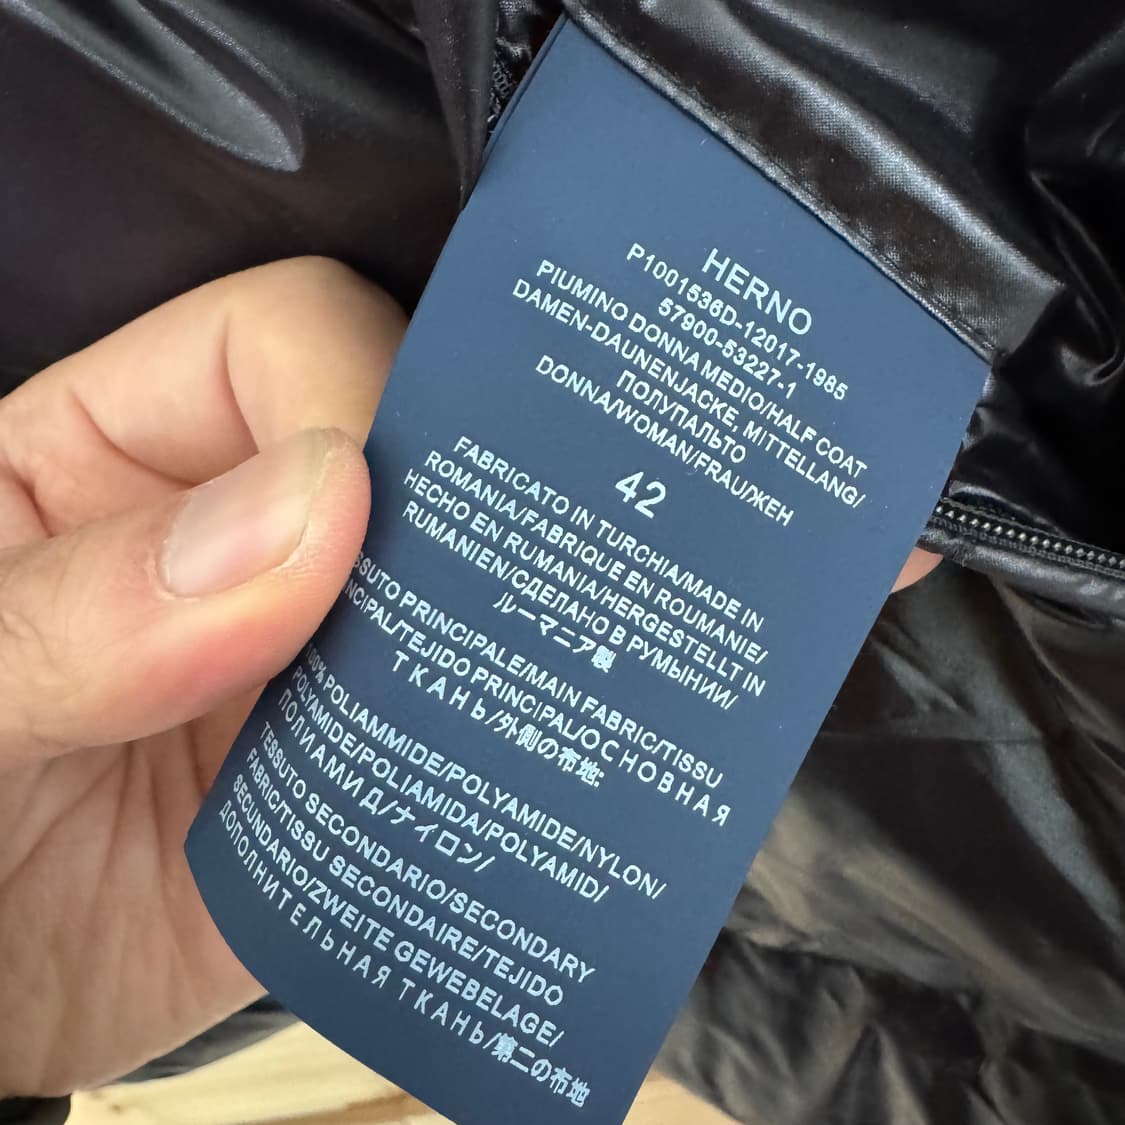 HERNO
P1001536D-12017-1985
57900-53227-1
PIUMINO DONNA MEDIO/HALF COAT
DAMEN-DAUNENJACKE, MITTELLANG/
ПОЛУПАЛЬТО
DONNA/WOMAN/FRAU/ЖЕН
42
FABRICATO IN TURCHIA/MADE IN
ROMANIA/FABRIQUE EN ROUMANIE/
HECHO EN RUMANIA/HERGESTELLT IN
RUMANIEN/СДЕЛАНО В РУМЫНИИ/
ルーマニア製
SSUTO PRINCIPALE/MAIN FABRIC/TISSU
NCIPAL/TEJIDO PRINCIPAL/ОСНОВНАЯ
ТКАНЬ/外側の布地:
100% POLIAMMIDE/POLYAMIDE/NYLON/
POLYAMIDE/POLIAMIDA/POLYAMID/
ПОЛИАМИД/ナイロン/
TESSUTO SECONDARIO/SECONDARY
FABRIC/TISSU SECONDAIRE/TEJIDO
SECUNDARIO/ZWEITE GEWEBELAGE/
ДОПОЛНИТЕЛЬНАЯ ТКАНЬ/第二の布地